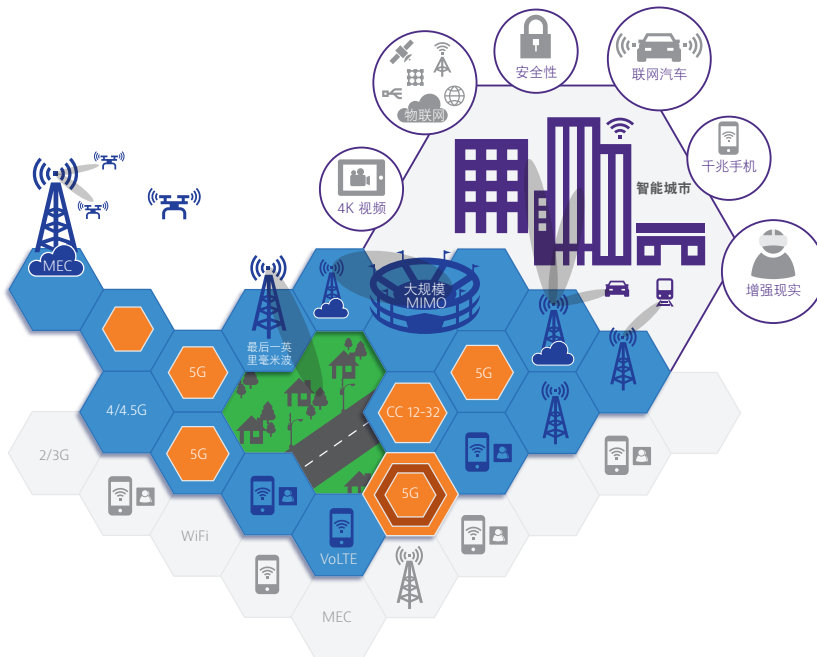 安全性
联网汽车
物联网
千兆手机
4K 视频
智能城市
增强现实
MEC
大规模
MIMO
最后一英
里毫米波
5G
5G
4/4.5G
CC 12-32
2/3G
5G
5G
WiFi
VoLTE
MEC